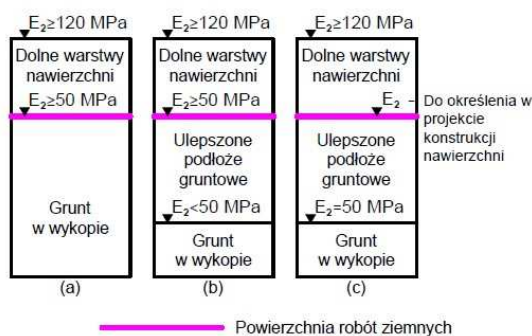 E₂≥120 MPa
Dolne warstwy
nawierzchni
E₂≥50 MPa
Grunt
w wykopie
(a)
E₂≥120 MPa
Dolne warstwy
nawierzchni
E₂≥50 MPa
Ulepszone
podłoże
gruntowe
E₂<50 MPa
Grunt
w wykopie
(b)
E₂≥120 MPa
Dolne warstwy
nawierzchni
E₂ - Do określenia w
projekcie
konstrukcji
nawierzchni
Ulepszone
podłoże
gruntowe
E₂=50 MPa
Grunt
w wykopie
(c)
Powierzchnia robót ziemnych